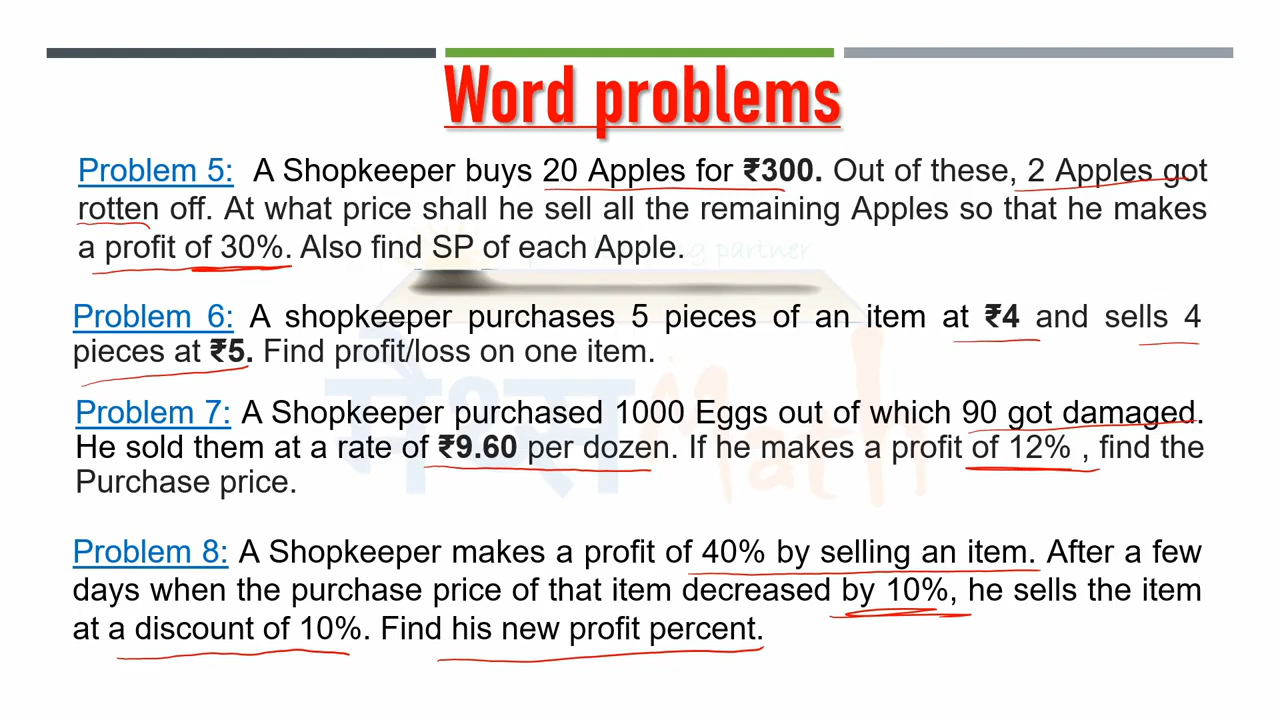 Word problems
Problem 5: A Shopkeeper buys 20 Apples for ₹300. Out of these, 2 Apples got
rotten off. At what price shall he sell all the remaining Apples so that he makes
a profit of 30%. Also find SP of each Apple.
partner
Problem 6: A shopkeeper purchases 5 pieces of an item at ₹4 and sells 4
pieces at ₹5. Find profit/loss on one item.
Math
Problem 7: A Shopkeeper purchased 1000 Eggs out of which 90 got damaged.
He sold them at a rate of ₹9.60 per dozen. If he makes a profit of 12% , find the
Purchase price.
Problem 8: A Shopkeeper makes a profit of 40% by selling an item. After a few
days when the purchase price of that item decreased by 10%, he sells the item
at a discount of 10%. Find his new profit percent.